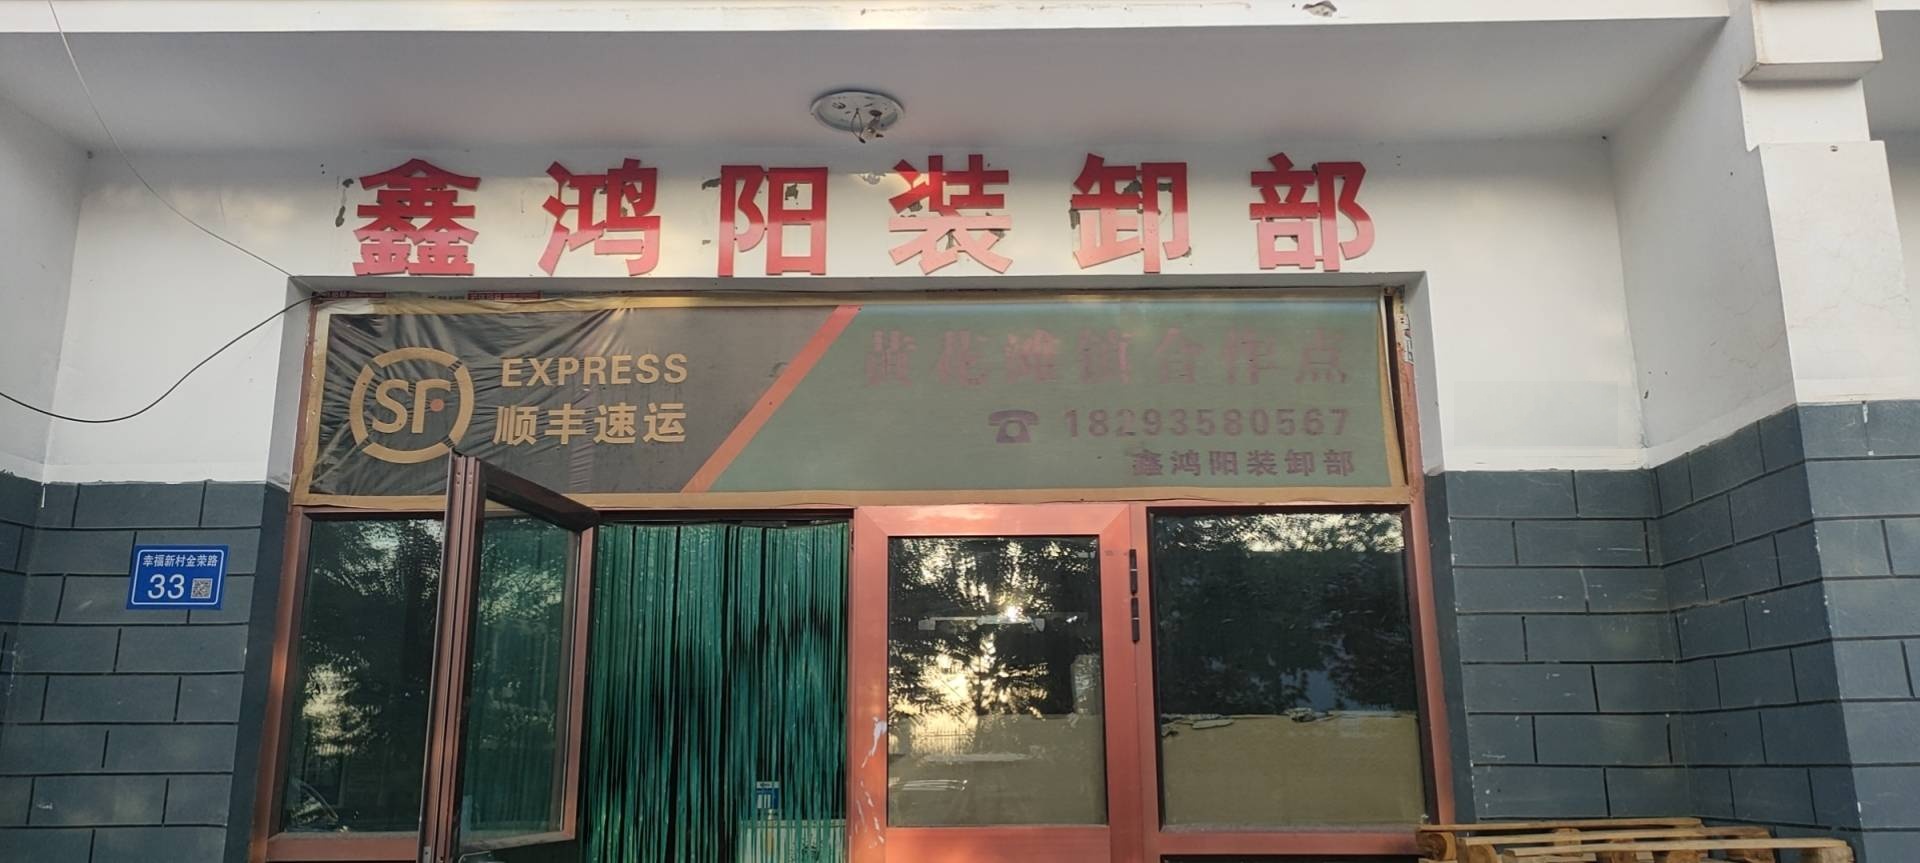 鑫鸿阳装卸部
SF
EXPRESS
顺丰速运
黄花滩镇合作点
18293580567
鑫鸿阳装卸部
幸福新村金荣路
33